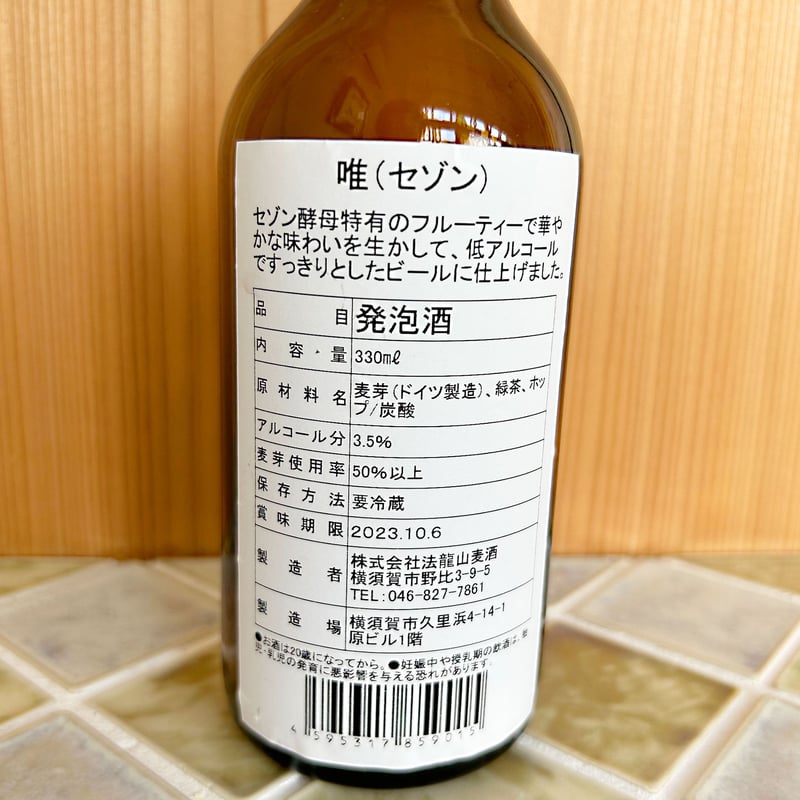 唯(セゾン)
セゾン酵母特有のフルーティーで華や
かな味わいを生かして、低アルコール
ですっきりとしたビールに仕上げました。
品目 発泡酒
内容量 330mℓ
原材料名 麦芽(ドイツ製造)、緑茶、ホッ
プ/炭酸
アルコール分 3.5%
麦芽使用率 50%以上
保存方法 要冷蔵
賞味期限 2023.10.6
製造者 株式会社法龍山麦酒
横須賀市野比3-9-5
TEL:046-827-7861
製造場 横須賀市久里浜4-14-1
原ビル1階
●お酒は20歳になってから。●妊娠中や授乳期の飲酒は、胎
児・乳児の発育に悪影響を与える恐れがあります。
4 595317 859015